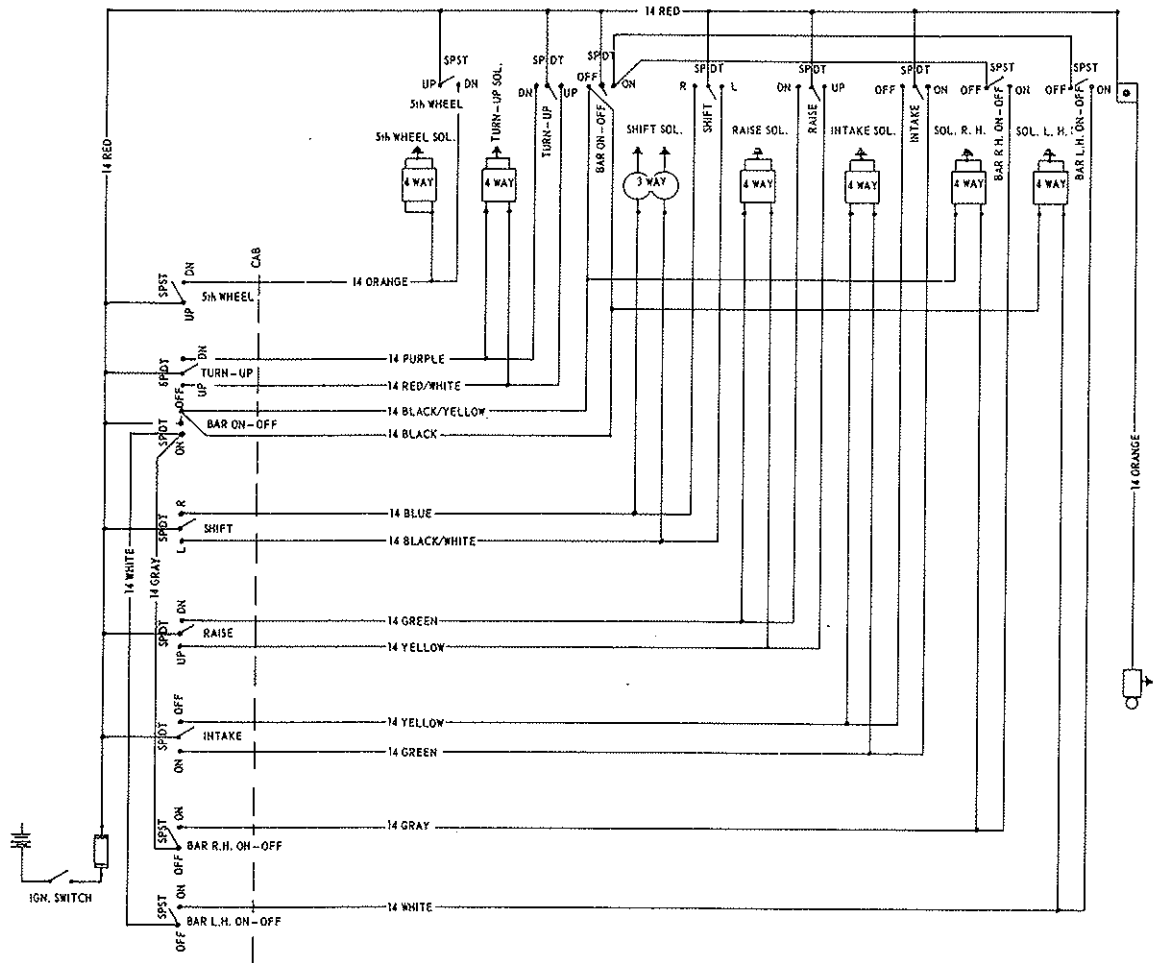 14 RED
SPST
UP DN
5th WHEEL
5th WHEEL SOL.
4 WAY
TURN-UP SOL.
4 WAY
SPDT
DN UP
TURN-UP
SPDT
OFF ON
BAR ON-OFF
SHIFT SOL.
3 WAY
SPDT
R L
SHIFT
RAISE SOL.
4 WAY
SPDT
DN UP
RAISE
INTAKE SOL.
4 WAY
SPDT
OFF ON
INTAKE
SOL. R. H.
4 WAY
SPST
OFF ON
BAR R.H. ON-OFF
SOL. L. H.
4 WAY
SPST
OFF ON
BAR L.H. ON-OFF
14 RED
CAB
SPST
DN
5th WHEEL
UP
14 ORANGE
SPDT
DN
TURN-UP
UP
14 PURPLE
14 RED/WHITE
OFF
SPDT
BAR ON-OFF
ON
14 BLACK/YELLOW
14 BLACK
14 ORANGE
R
SPDT
SHIFT
L
14 BLUE
14 BLACK/WHITE
14 WHITE
14 GRAY
DN
SPDT
RAISE
UP
14 GREEN
14 YELLOW
OFF
SPDT
INTAKE
ON
14 YELLOW
14 GREEN
ON
SPST
BAR R.H. ON-OFF
OFF
14 GRAY
IGN. SWITCH
ON
SPST
BAR L.H. ON-OFF
OFF
14 WHITE